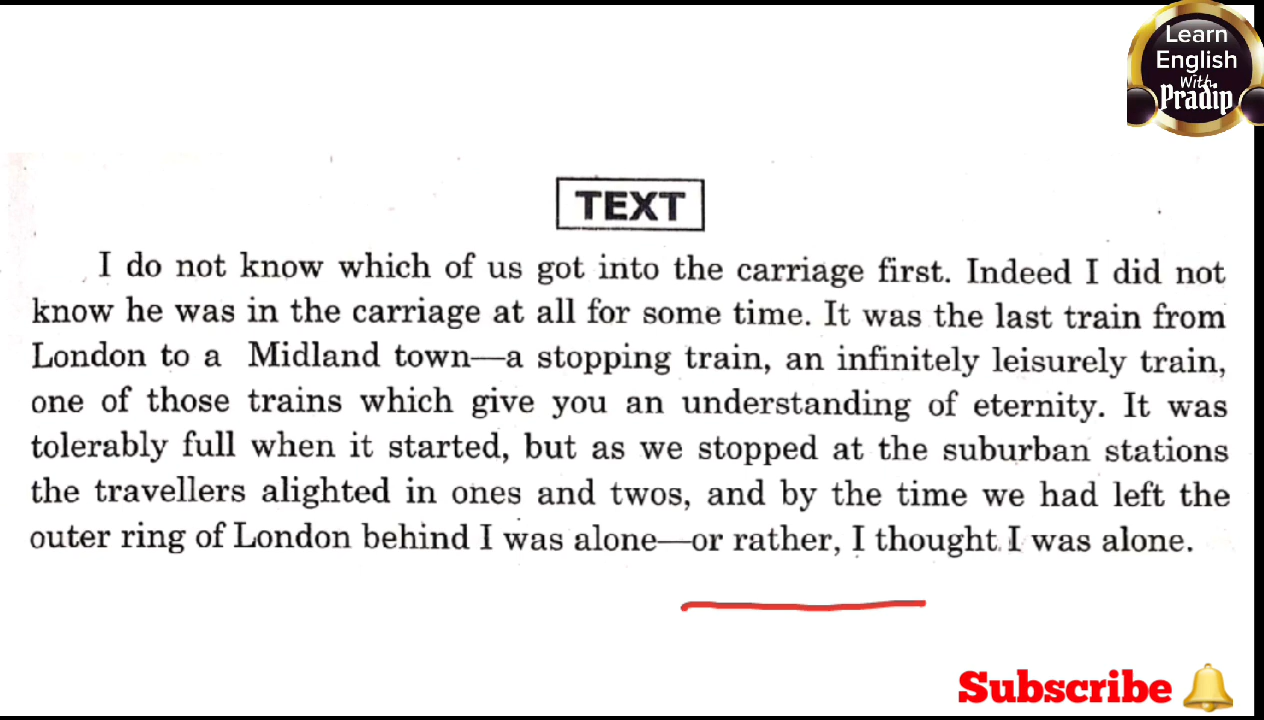 Learn
English
With
Pradip
TEXT
I do not know which of us got into the carriage first. Indeed I did not
know he was in the carriage at all for some time. It was the last train from
London to a Midland town—a stopping train, an infinitely leisurely train,
one of those trains which give you an understanding of eternity. It was
tolerably full when it started, but as we stopped at the suburban stations
the travellers alighted in ones and twos, and by the time we had left the
outer ring of London behind I was alone—or rather, I thought I was alone.
Subscribe